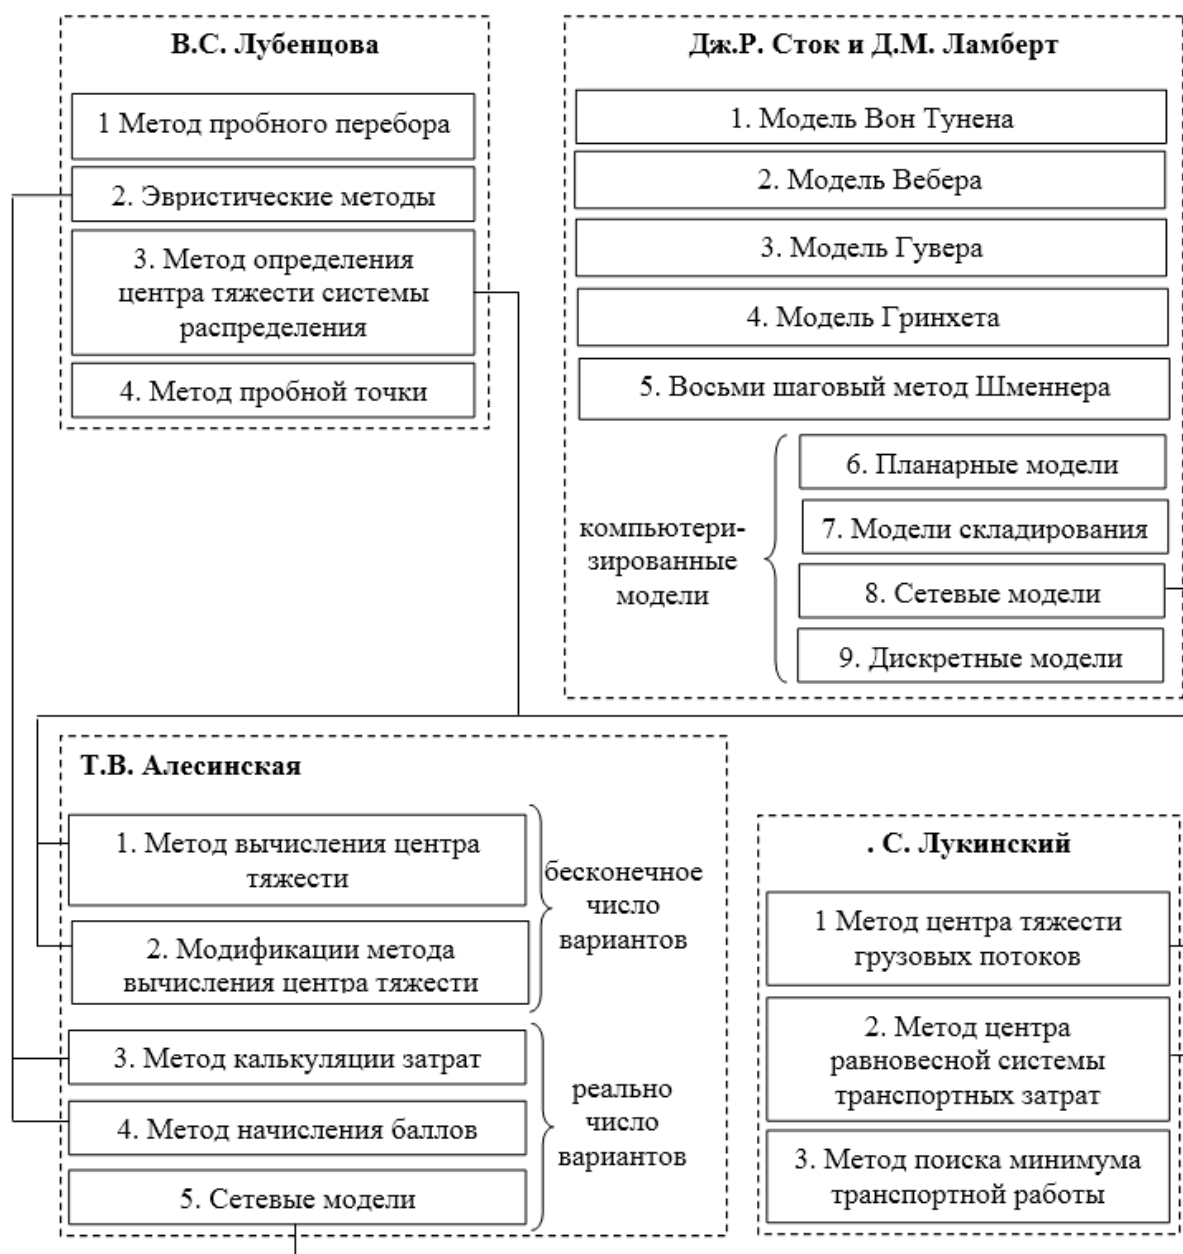 В.С. Лубенцова
1 Метод пробного перебора
2. Эвристические методы
3. Метод определения
центра тяжести системы
распределения
4. Метод пробной точки
Дж.Р. Сток и Д.М. Ламберт
1. Модель Вон Тунена
2. Модель Вебера
3. Модель Гувера
4. Модель Гринхета
5. Восьми шаговый метод Шменнера
компьютери-
зированные
модели
6. Планарные модели
7. Модели складирования
8. Сетевые модели
9. Дискретные модели
Т.В. Алесинская
1. Метод вычисления центра
тяжести
2. Модификации метода
вычисления центра тяжести
бесконечное
число
вариантов
3. Метод калькуляции затрат
4. Метод начисления баллов
5. Сетевые модели
реально
число
вариантов
. С. Лукинский
1 Метод центра тяжести
грузовых потоков
2. Метод центра
равновесной системы
транспортных затрат
3. Метод поиска минимума
транспортной работы